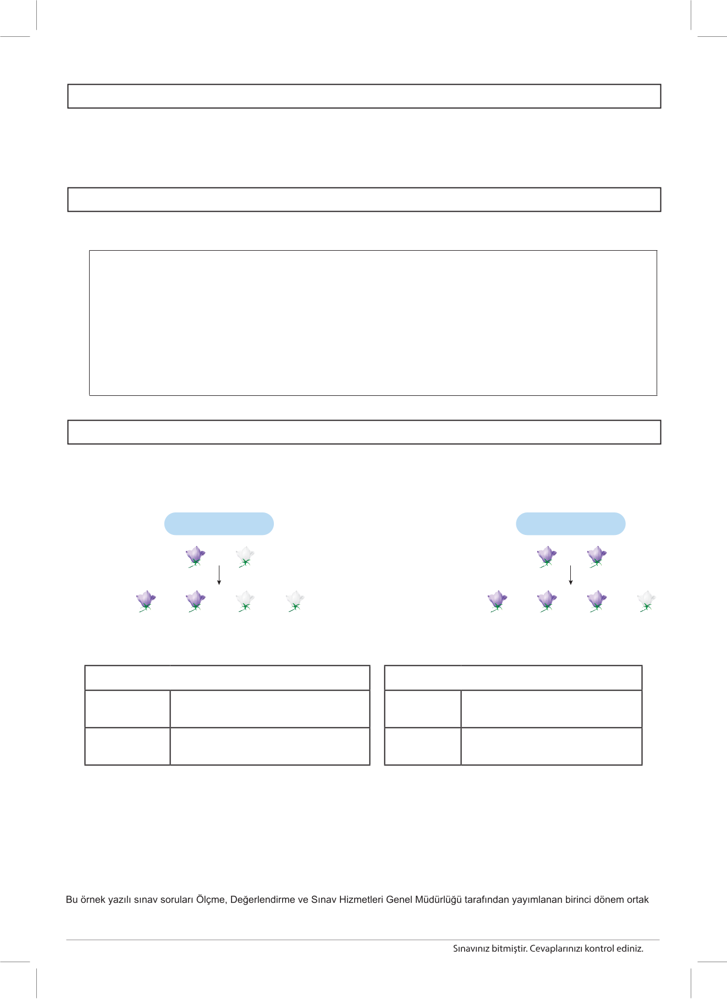 Bu örnek yazılı sınav soruları Ölçme, Değerlendirme ve Sınav Hizmetleri Genel Müdürlüğü tarafından yayımlanan birinci dönem ortak
Sınavınız bitmiştir. Cevaplarınızı kontrol ediniz.